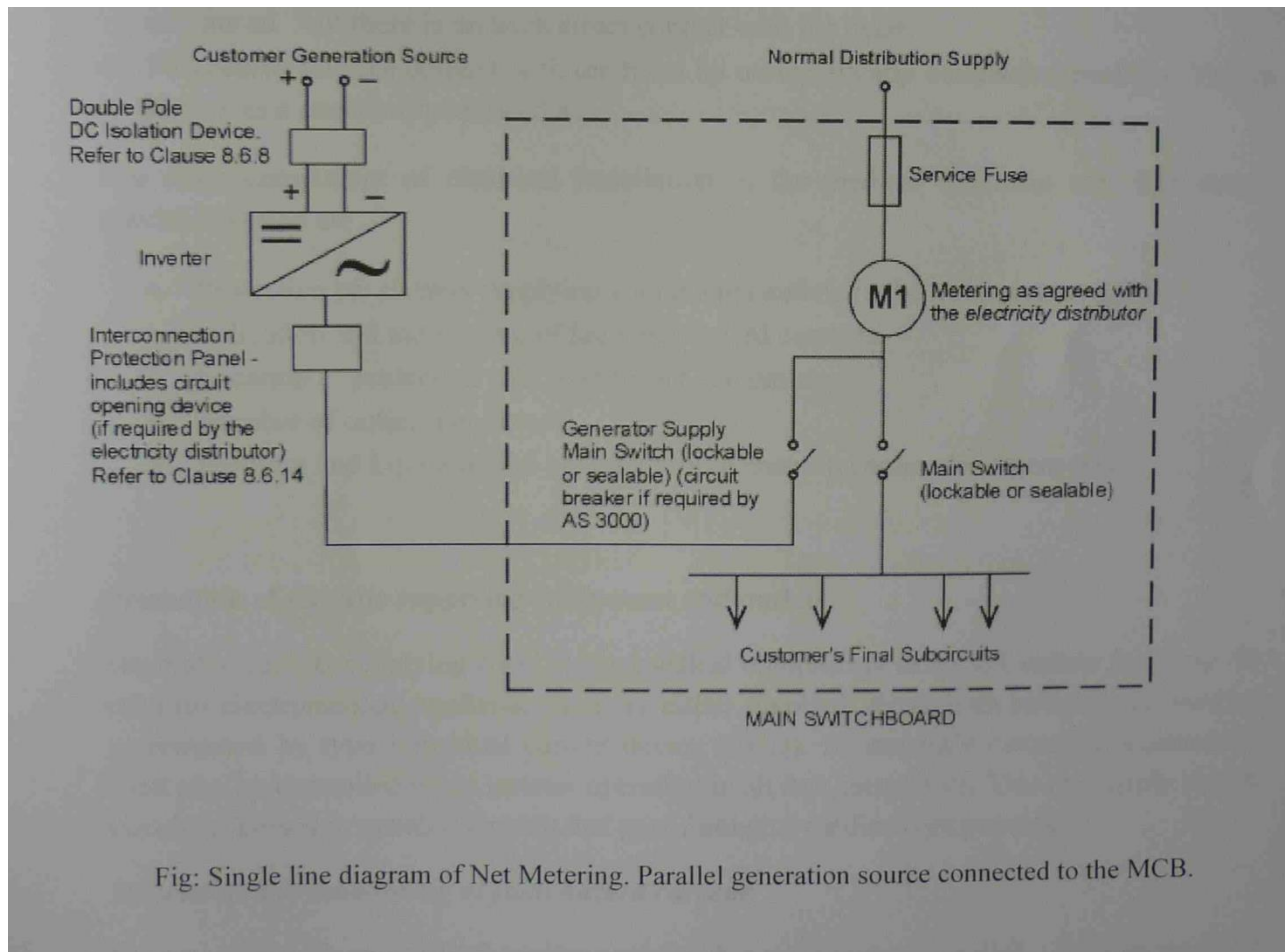 Customer Generation Source
+ −
Double Pole
DC Isolation Device.
Refer to Clause 8.6.8
+ −
Inverter
Interconnection
Protection Panel -
includes circuit
opening device
(if required by the
electricity distributor)
Refer to Clause 8.6.14
Normal Distribution Supply
Service Fuse
M1
Metering as agreed with
the electricity distributor
Generator Supply
Main Switch (lockable
or sealable) (circuit
breaker if required by
AS 3000)
Main Switch
(lockable or sealable)
Customer's Final Subcircuits
MAIN SWITCHBOARD
Fig: Single line diagram of Net Metering. Parallel generation source connected to the MCB.